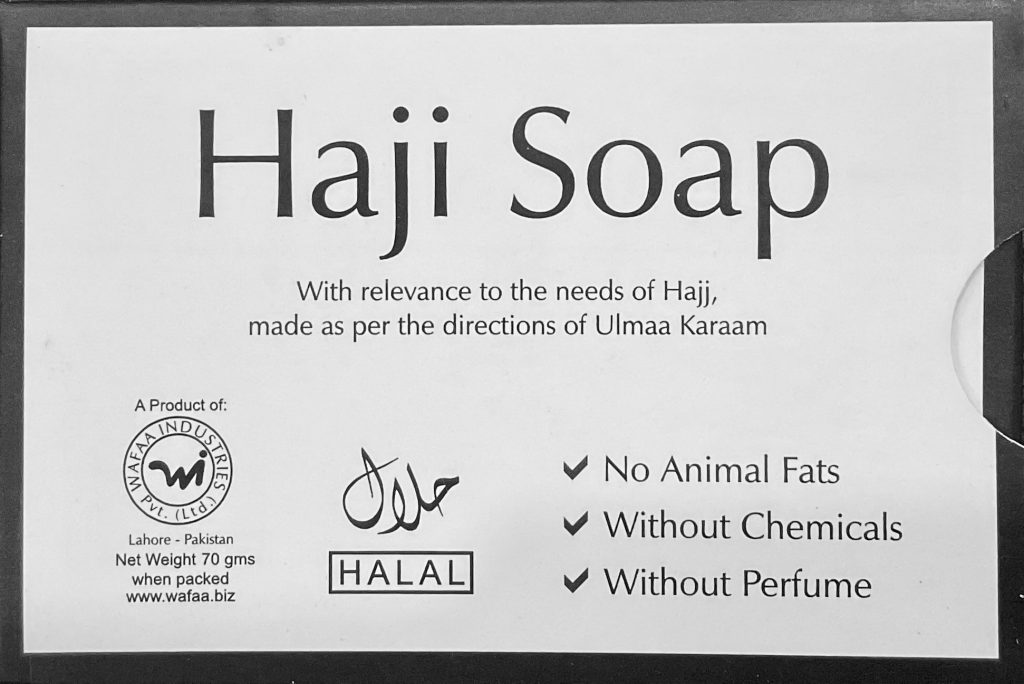 Haji Soap
With relevance to the needs of Hajj,
made as per the directions of Ulmaa Karaam
A Product of:
WAFAA INDUSTRIES
Pvt. (Ltd.)
wi
Lahore - Pakistan
Net Weight 70 gms
when packed
www.wafaa.biz
حلال
HALAL
No Animal Fats
Without Chemicals
Without Perfume